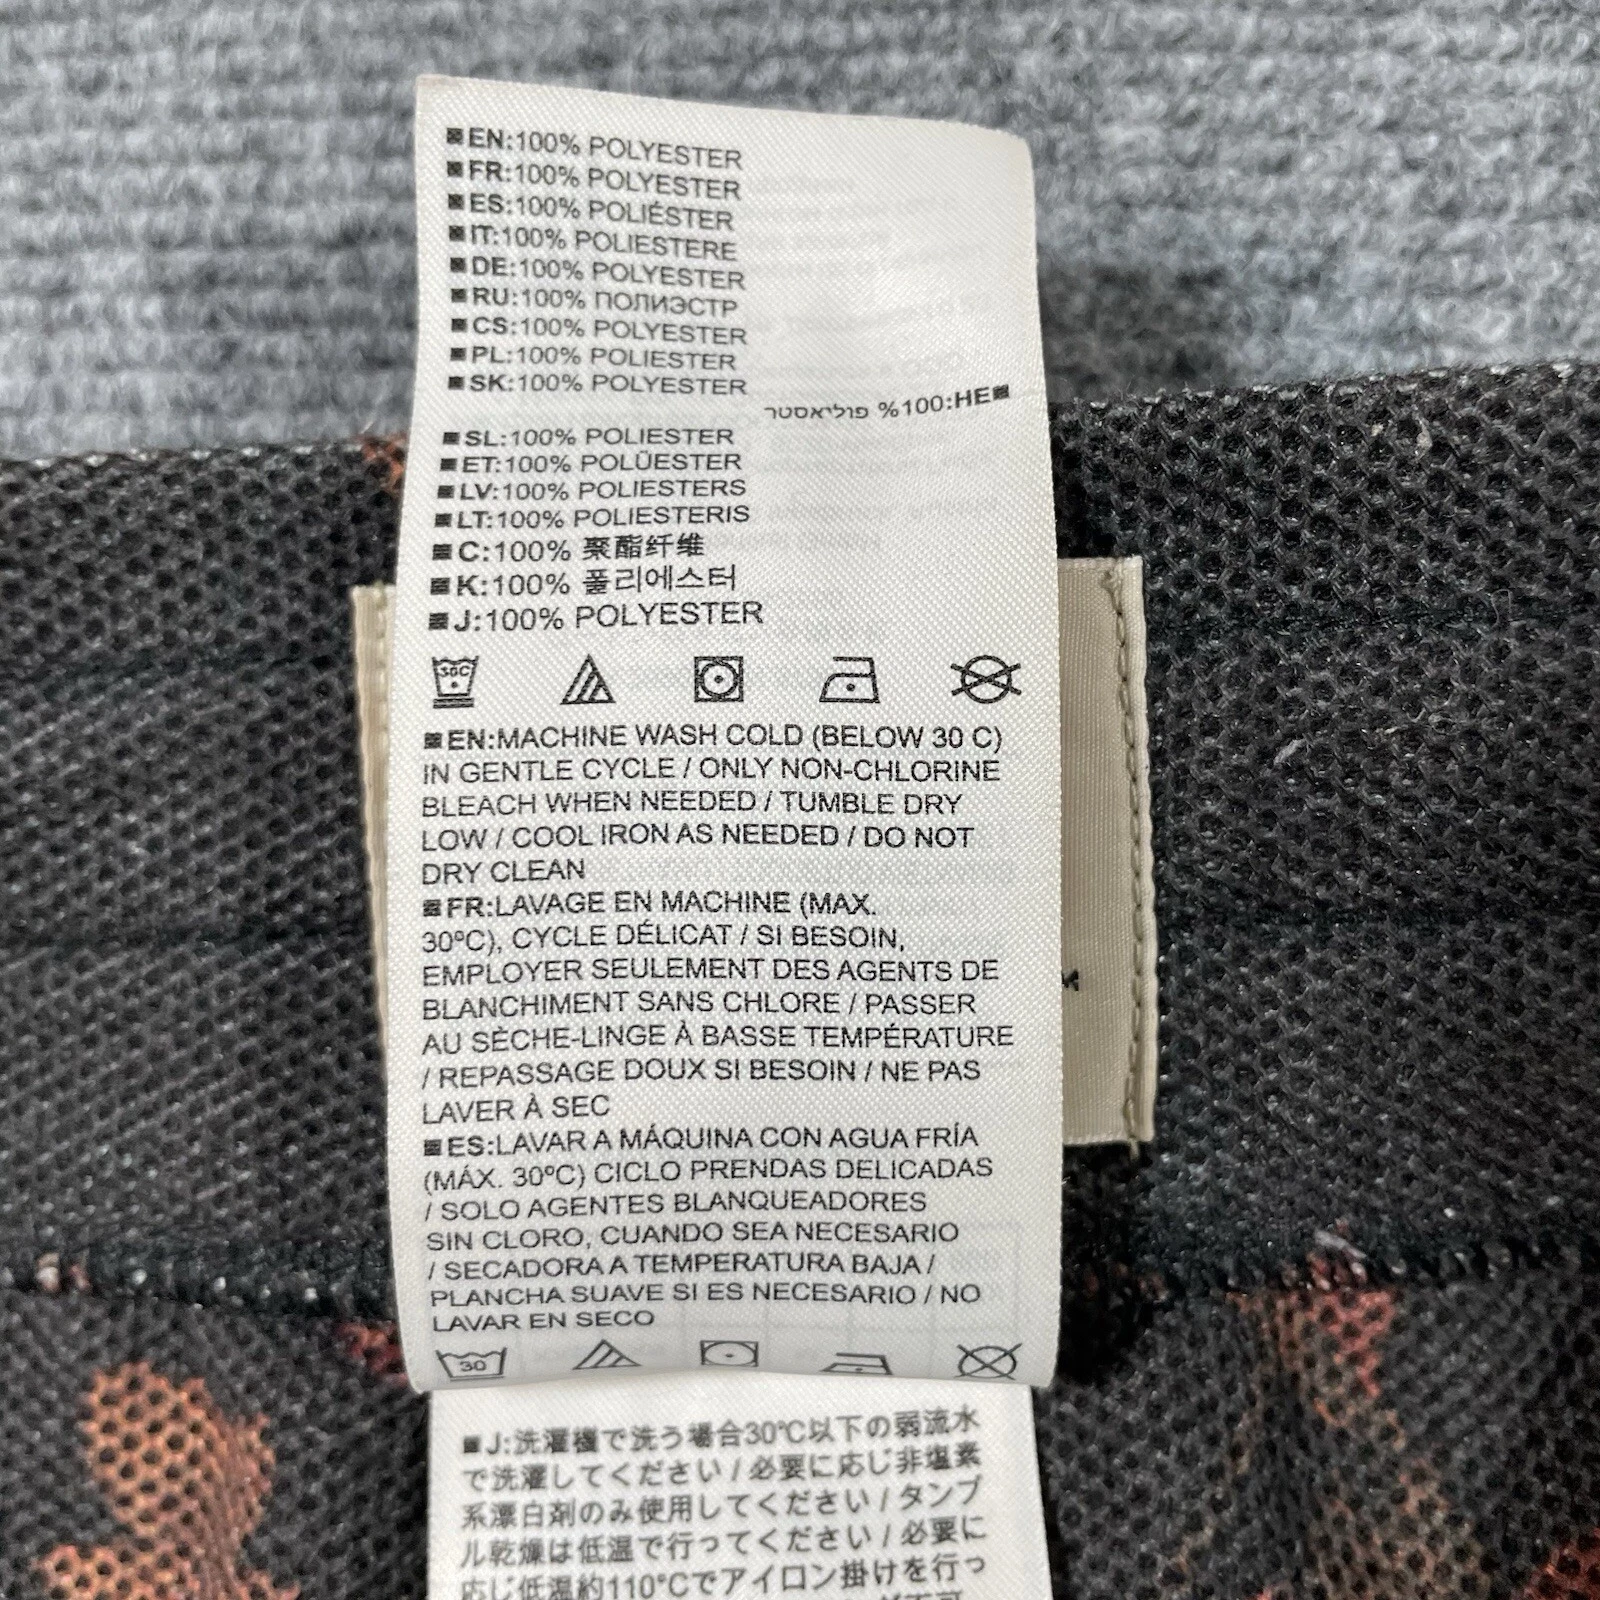 EN:100% POLYESTER
FR:100% POLYESTER
ES:100% POLIÉSTER
IT:100% POLIESTERE
DE:100% POLYESTER
RU:100% ПОЛИЭСТР
CS:100% POLYESTER
PL:100% POLIESTER
SK:100% POLYESTER
HE:100% פוליאסטר
SL:100% POLIESTER
ET:100% POLÜESTER
LV:100% POLIESTERS
LT:100% POLIESTERIS
C:100% 聚酯纤维
K:100% 폴리에스터
J:100% POLYESTER
30C
EN:MACHINE WASH COLD (BELOW 30 C)
IN GENTLE CYCLE / ONLY NON-CHLORINE
BLEACH WHEN NEEDED / TUMBLE DRY
LOW / COOL IRON AS NEEDED / DO NOT
DRY CLEAN
FR:LAVAGE EN MACHINE (MAX.
30ºC), CYCLE DÉLICAT / SI BESOIN,
EMPLOYER SEULEMENT DES AGENTS DE
BLANCHIMENT SANS CHLORE / PASSER
AU SÈCHE-LINGE À BASSE TEMPÉRATURE
/ REPASSAGE DOUX SI BESOIN / NE PAS
LAVER À SEC
ES:LAVAR A MÁQUINA CON AGUA FRÍA
(MÁX. 30ºC) CICLO PRENDAS DELICADAS
/ SOLO AGENTES BLANQUEADORES
SIN CLORO, CUANDO SEA NECESARIO
/ SECADORA A TEMPERATURA BAJA /
PLANCHA SUAVE SI ES NECESARIO / NO
LAVAR EN SECO
30
J:洗濯機で洗う場合30℃以下の弱流水
で洗濯してください / 必要に応じ非塩素
系漂白剤のみ使用してください / タンブ
ル乾燥は低温で行ってください / 必要に
応じ低温約110℃でアイロン掛けを行っ